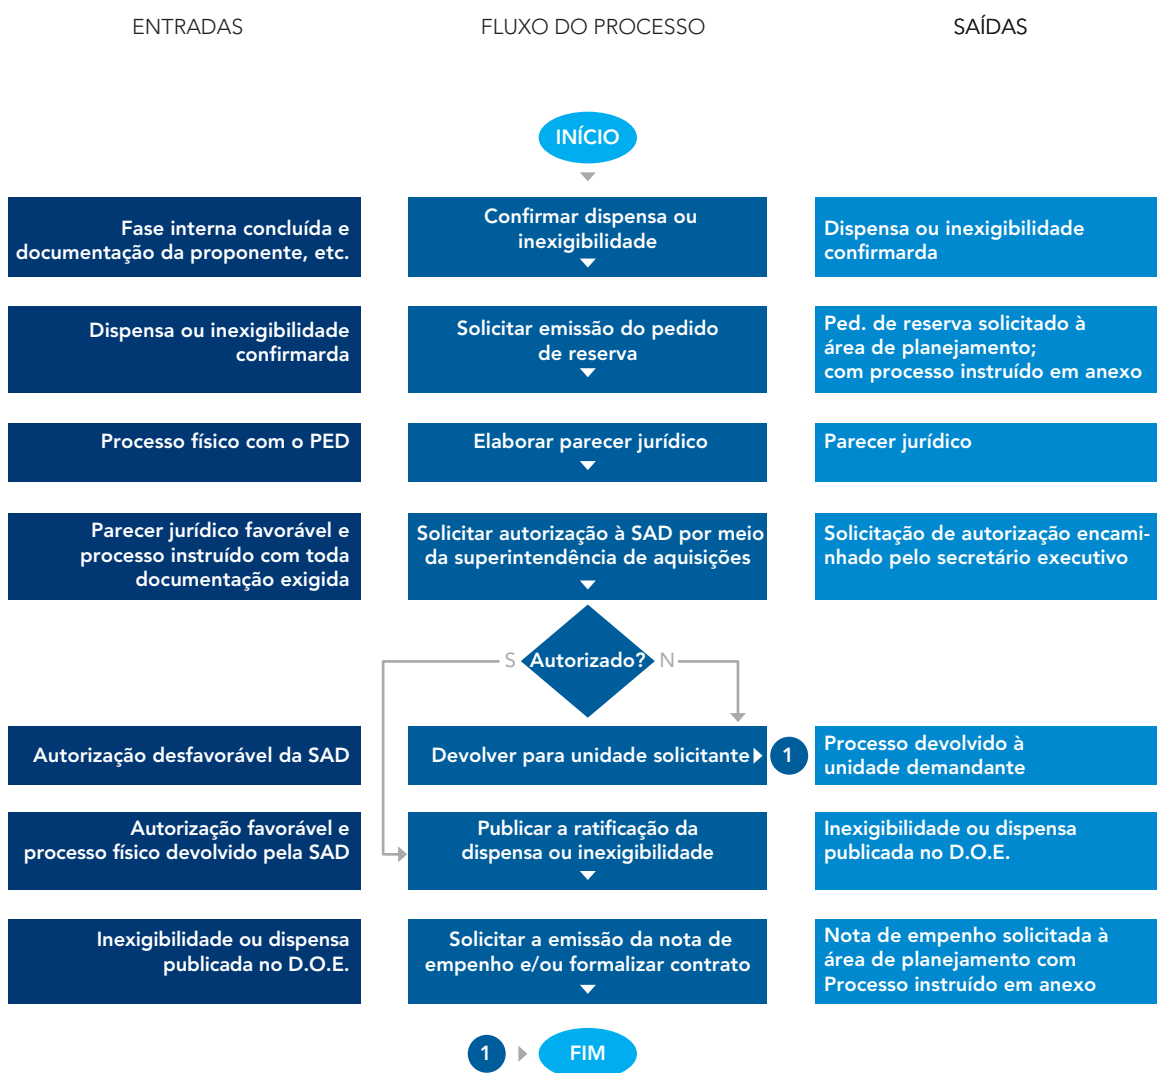 ENTRADAS
FLUXO DO PROCESSO
SAÍDAS
INÍCIO
Fase interna concluída e
documentação da proponente, etc.
Confirmar dispensa ou
inexigibilidade
Dispensa ou inexigibilidade
confirmarda
Dispensa ou inexigibilidade
confirmarda
Solicitar emissão do pedido
de reserva
Ped. de reserva solicitado à
área de planejamento;
com processo instruído em anexo
Processo físico com o PED
Elaborar parecer jurídico
Parecer jurídico
Parecer jurídico favorável e
processo instruído com toda
documentação exigida
Solicitar autorização à SAD por meio
da superintendência de aquisições
Solicitação de autorização encami-
nhado pelo secretário executivo
S
Autorizado?
N
Autorização desfavorável da SAD
Devolver para unidade solicitante
1
Processo devolvido à
unidade demandante
Autorização favorável e
processo físico devolvido pela SAD
Publicar a ratificação da
dispensa ou inexigibilidade
Inexigibilidade ou dispensa
publicada no D.O.E.
Inexigibilidade ou dispensa
publicada no D.O.E.
Solicitar a emissão da nota de
empenho e/ou formalizar contrato
Nota de empenho solicitada à
área de planejamento com
Processo instruído em anexo
1
FIM